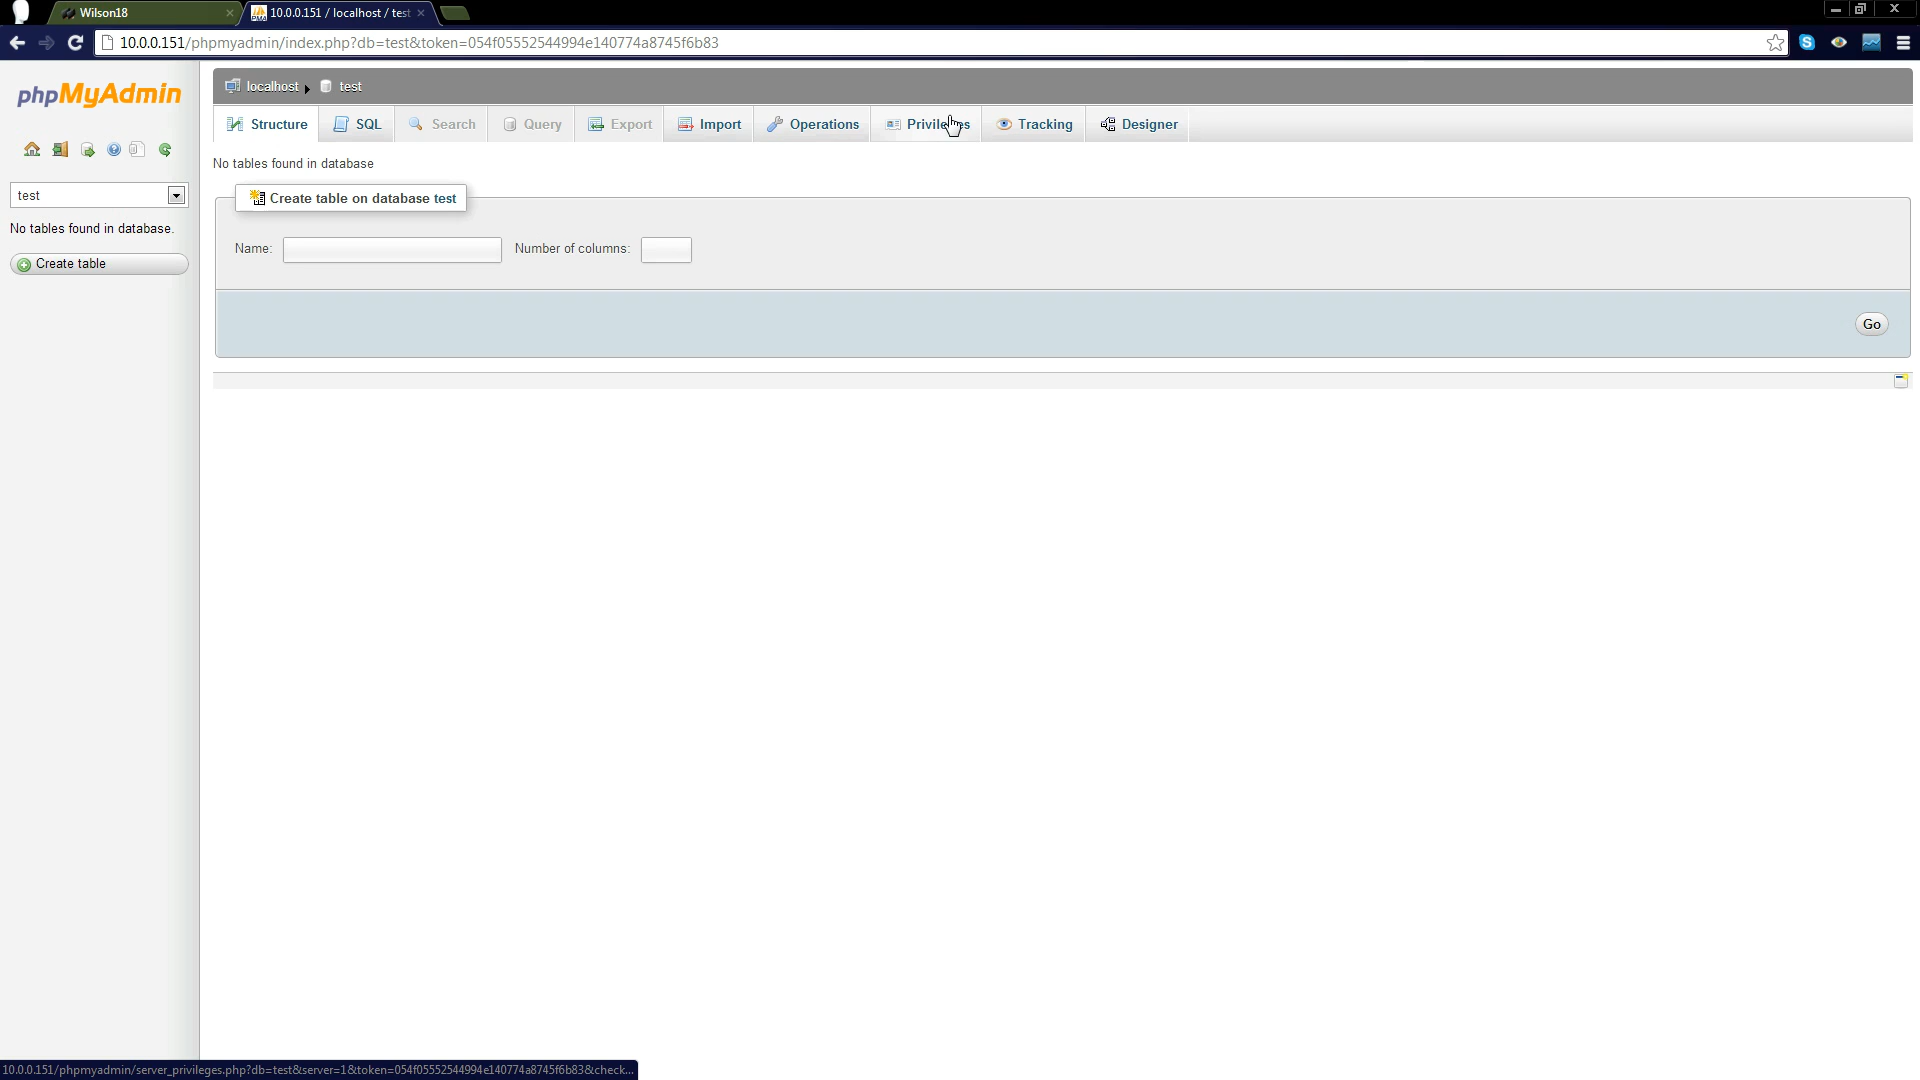 Wilson18
10.0.0.151 / localhost / test
10.0.0.151/phpmyadmin/index.php?db=test&token=054f05552544994e140774a8745f6b83
phpMyAdmin
localhost
test
Structure
SQL
Search
Query
Export
Import
Operations
Privileges
Tracking
Designer
test
No tables found in database.
Create table
No tables found in database
Create table on database test
Name:
Number of columns:
Go
10.0.0.151/phpmyadmin/server_privileges.php?db=test&server=1&token=054f05552544994e140774a8745f6b83&check...